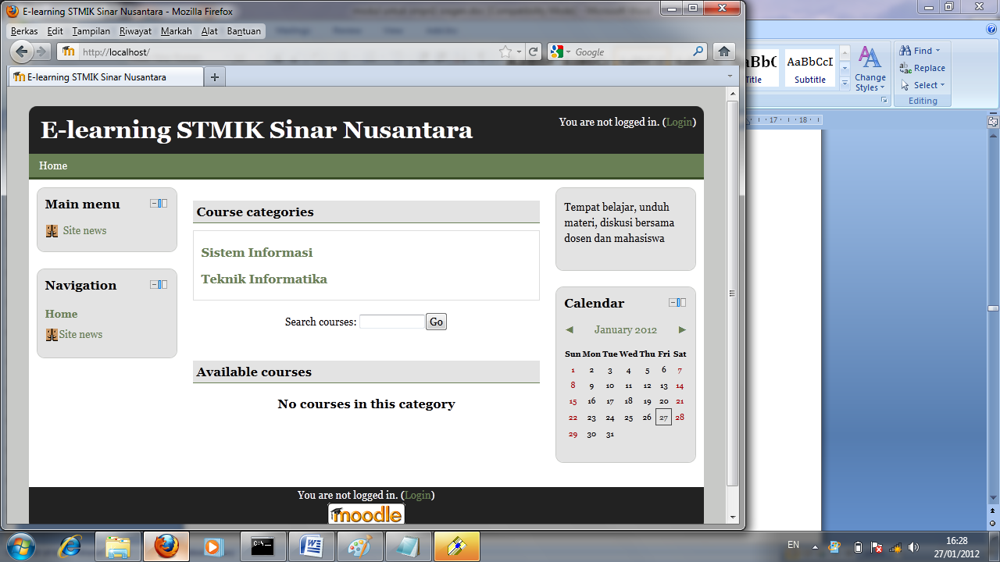 E-learning STMIK Sinar Nusantara - Mozilla Firefox
Berkas Edit Tampilan Riwayat Markah Alat Bantuan
http://localhost/
Google
E-learning STMIK Sinar Nusantara
E-learning STMIK Sinar Nusantara
You are not logged in. (Login)
Home
Main menu
Site news
Navigation
Home
Site news
Course categories
Sistem Informasi
Teknik Informatika
Search courses: Go
Available courses
No courses in this category
Tempat belajar, unduh
materi, diskusi bersama
dosen dan mahasiswa
Calendar
◄ January 2012 ►
Sun Mon Tue Wed Thu Fri Sat
1 2 3 4 5 6 7
8 9 10 11 12 13 14
15 16 17 18 19 20 21
22 23 24 25 26 27 28
29 30 31
You are not logged in. (Login)
moodle
AaBbCcI
Title
Subtitle
Change
Styles
Find
Replace
Select
Editing
17 18
C:\.
EN
16:28
27/01/2012